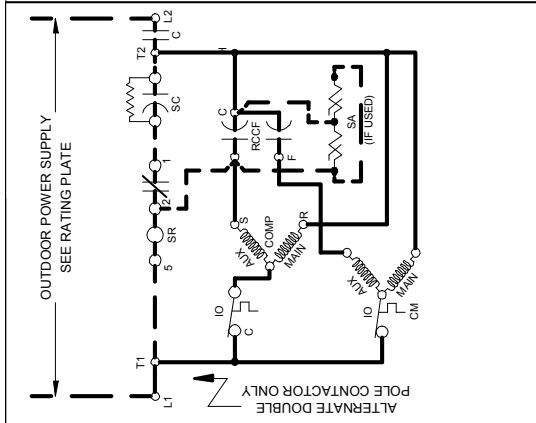 OUTDOOR POWER SUPPLY
SEE RATING PLATE
L1
T1
5
SR
2
1
SC
T2
C
L2
ALTERNATE DOUBLE
POLE CONTACTOR ONLY
C
IO
S
AUX
COMP
MAIN
R
RCCF
C
H
F
SA
(IF USED)
IO
CM
AUX
MAIN